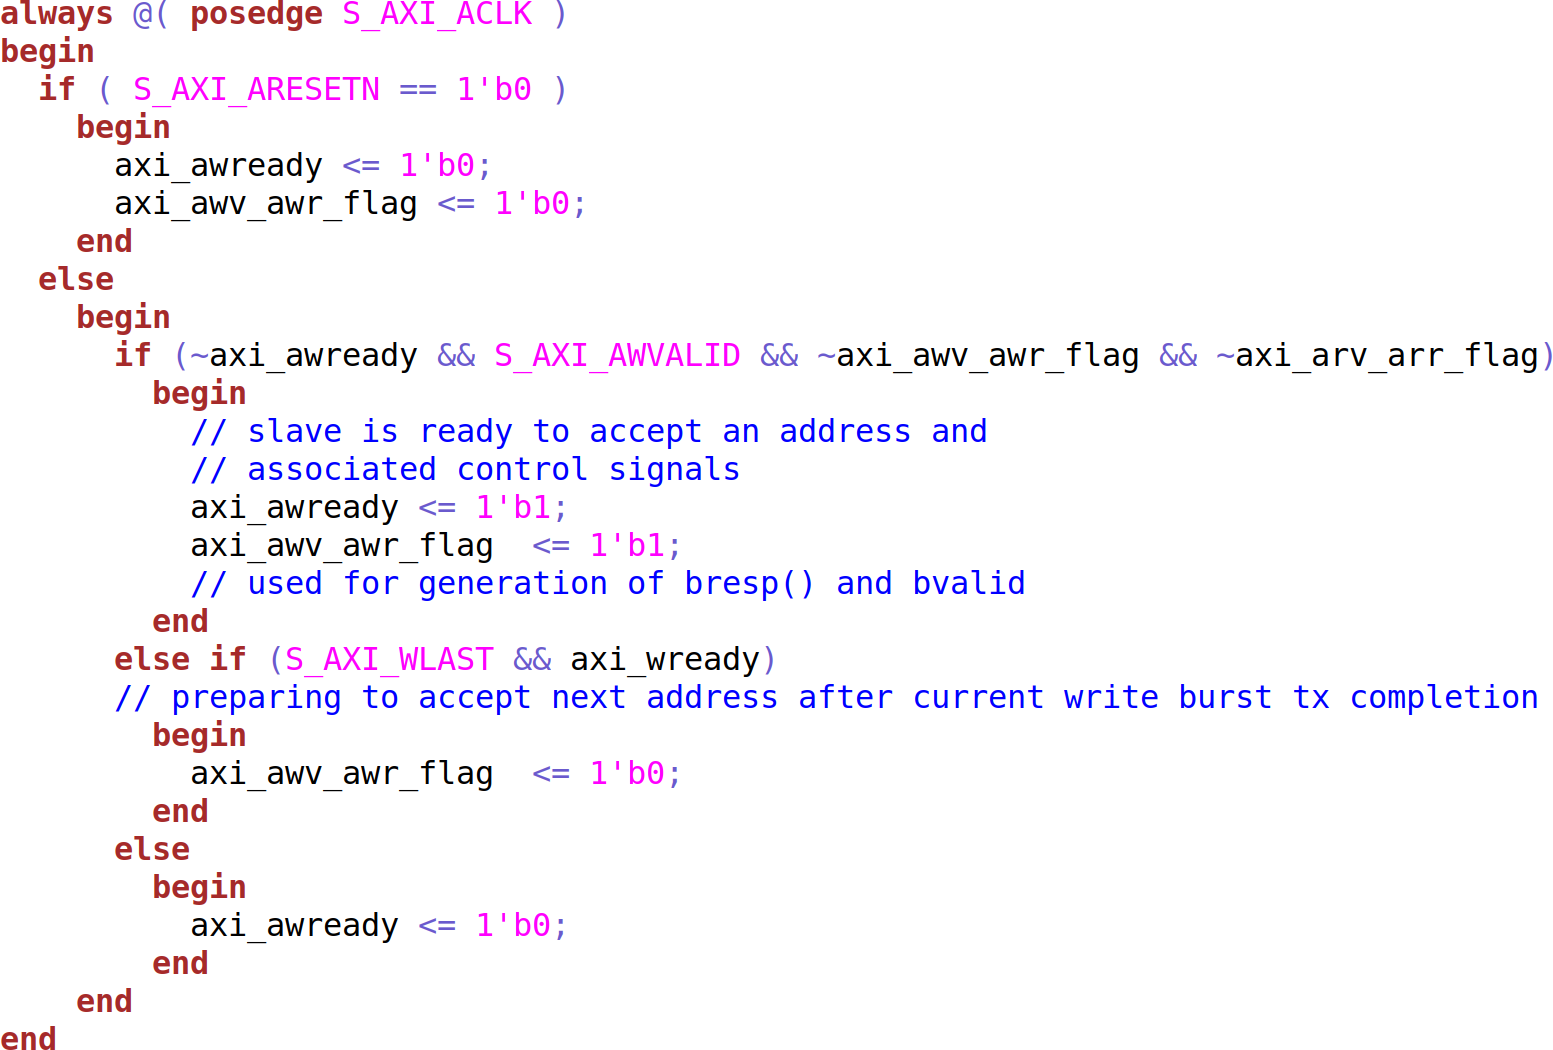 always @( posedge S_AXI_ACLK )
begin
  if ( S_AXI_ARESETN == 1'b0 )
    begin
      axi_awready <= 1'b0;
      axi_awv_awr_flag <= 1'b0;
    end
  else
    begin
      if (~axi_awready && S_AXI_AWVALID && ~axi_awv_awr_flag && ~axi_arv_arr_flag)
        begin
          // slave is ready to accept an address and
          // associated control signals
          axi_awready <= 1'b1;
          axi_awv_awr_flag  <= 1'b1;
          // used for generation of bresp() and bvalid
        end
      else if (S_AXI_WLAST && axi_wready)
      // preparing to accept next address after current write burst tx completion
        begin
          axi_awv_awr_flag  <= 1'b0;
        end
      else
        begin
          axi_awready <= 1'b0;
        end
    end
end